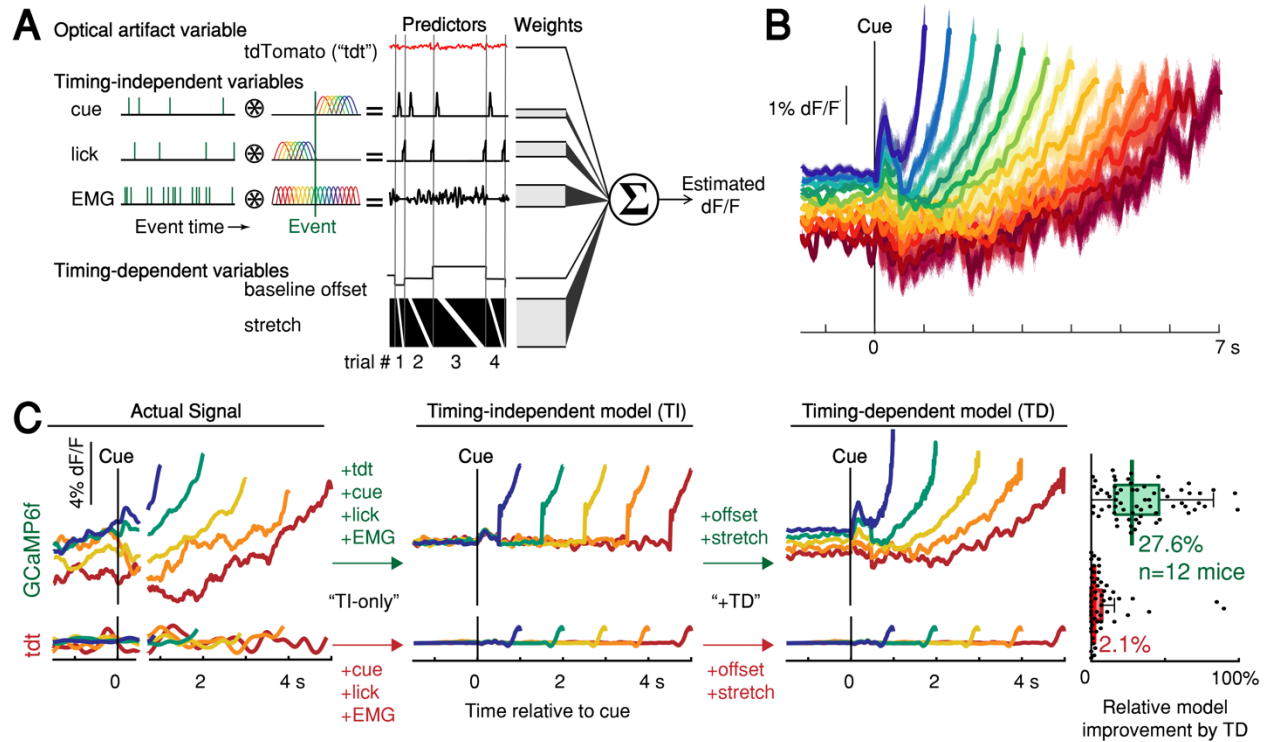 A
Optical artifact variable
tdTomato ("tdt")
Predictors
Weights
Timing-independent variables
cue
=
lick
=
EMG
=
Event time →
Event
Σ
Estimated
dF/F
Timing-dependent variables
baseline offset
stretch
trial # 1 2 3 4
B
Cue
1% dF/F
0
7 s
C
Actual Signal
4% dF/F
Cue
GCaMP6f
tdt
0 2 4 s
+tdt
+cue
+lick
+EMG
"TI-only"
+cue
+lick
+EMG
Timing-independent model (TI)
Cue
0 2 4 s
Time relative to cue
+offset
+stretch
"+TD"
+offset
+stretch
Timing-dependent model (TD)
Cue
0 2 4 s
27.6%
n=12 mice
2.1%
0 100%
Relative model
improvement by TD